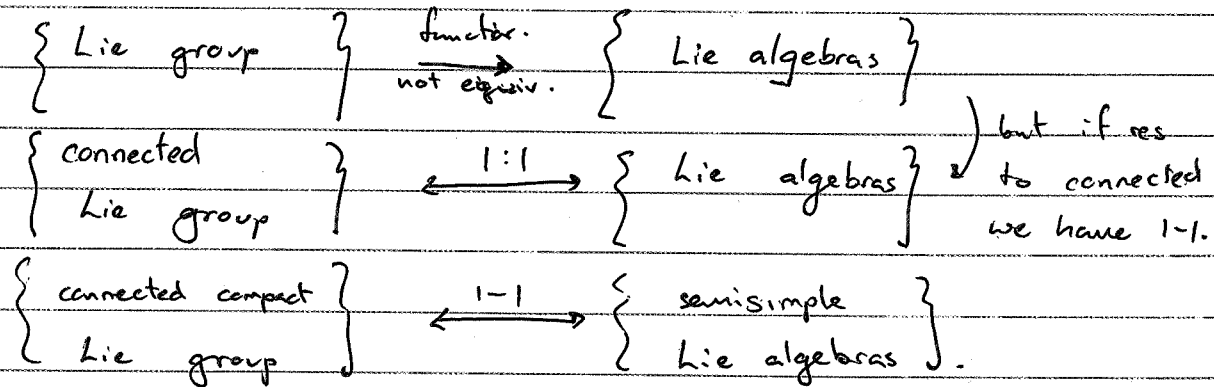 { Lie group } functor. → not equiv. { Lie algebras }
{ connected Lie group } 1:1 ↔ { Lie algebras } ) but if res to connected we have 1-1.
{ connected compact Lie group } 1-1 ↔ { semisimple Lie algebras }.